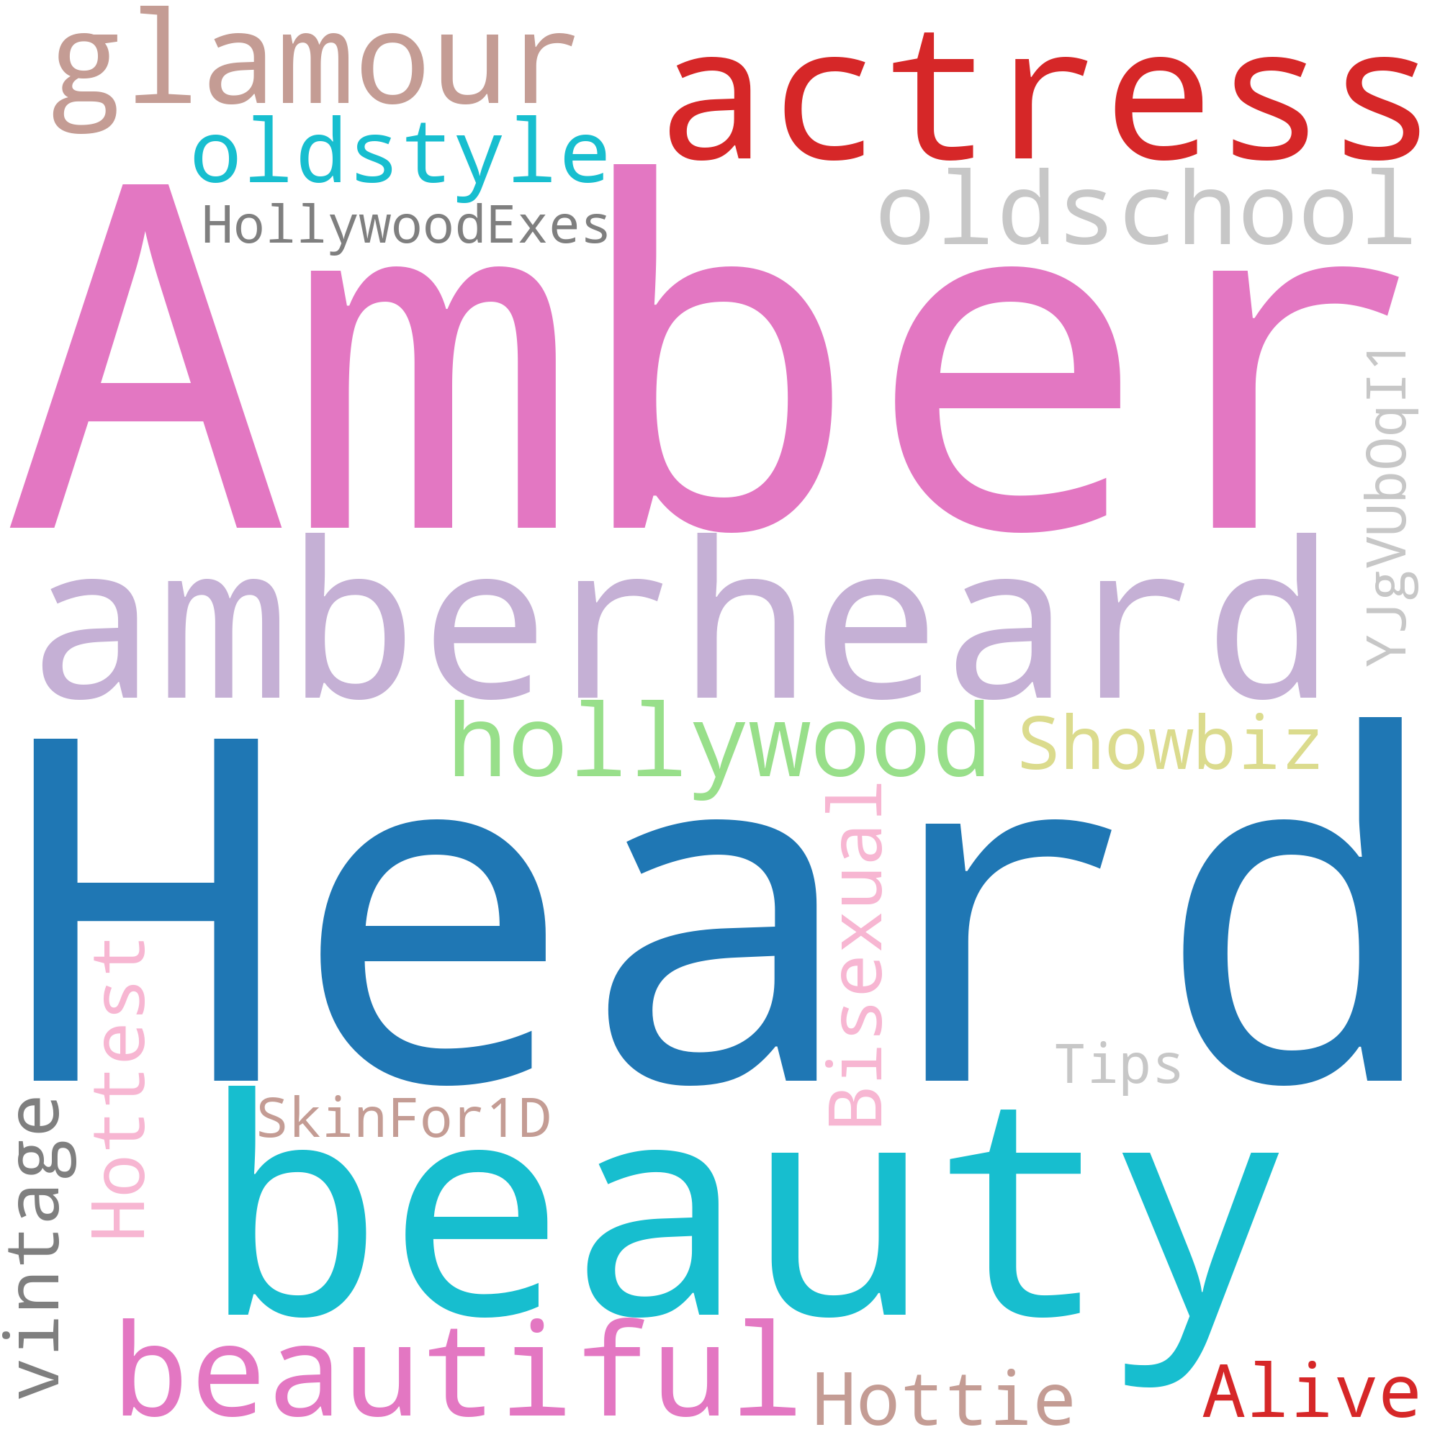 glamour
actress
oldstyle
oldschool
HollywoodExes
Amber
YJgVUbOqI1
amberheard
hollywood
Showbiz
Heard
Bisexual
Hottest
Tips
SkinFor1D
vintage
beauty
beautiful
Hottie
Alive